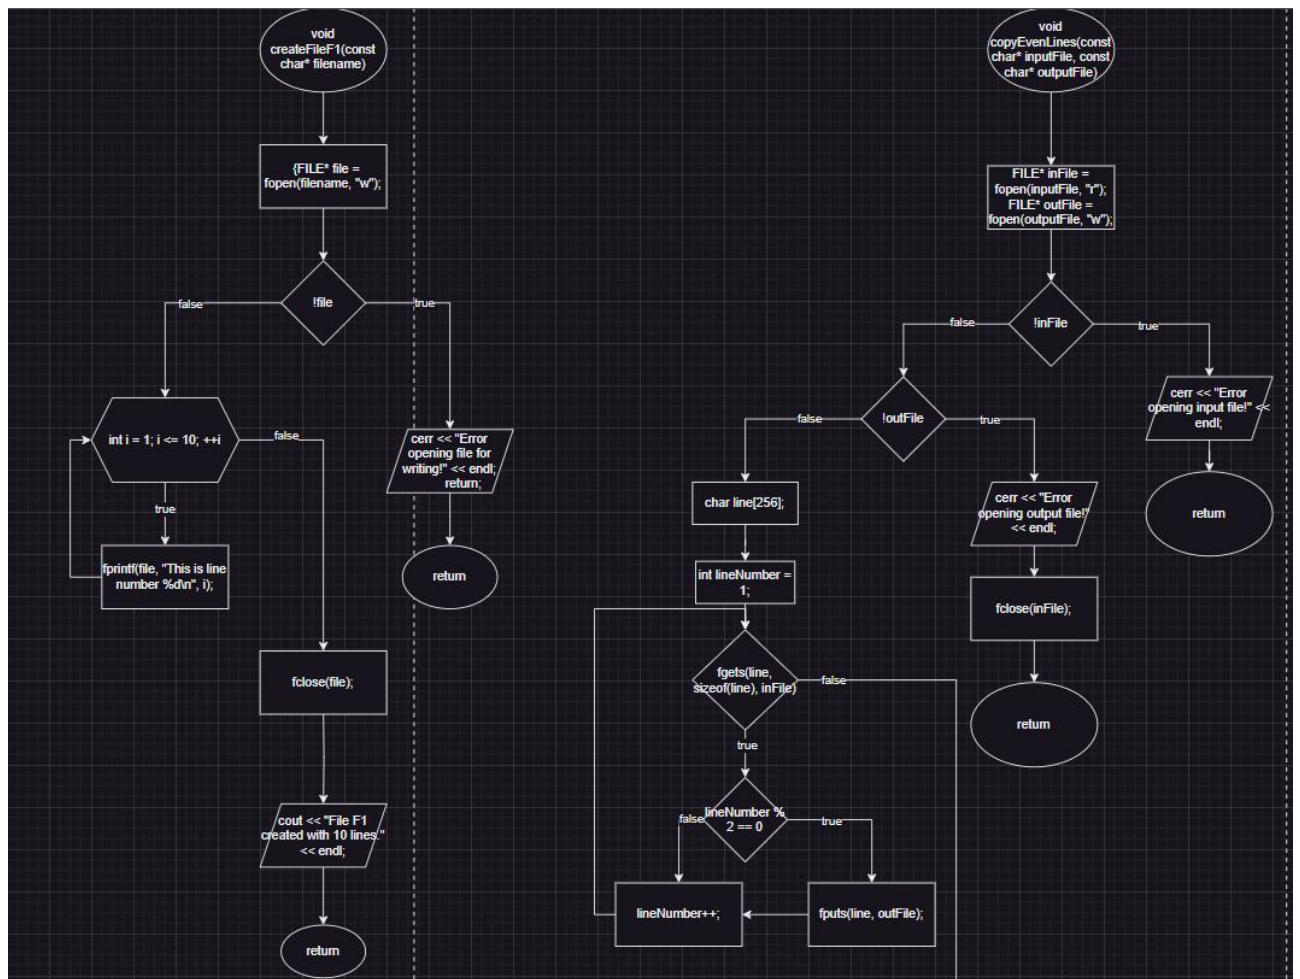 void
createFileF1(const
char* filename)
{FILE* file =
fopen(filename, "w");
!file
false
true
int i = 1; i <= 10; ++i
false
true
fprintf(file, "This is line
number %d\n", i);
cerr << "Error
opening file for
writing!" << endl;
return;
return
fclose(file);
cout << "File F1
created with 10 lines."
<< endl;
return
void
copyEvenLines(const
char* inputFile, const
char* outputFile)
FILE* inFile =
fopen(inputFile, "r");
FILE* outFile =
fopen(outputFile, "w");
!inFile
false
true
cerr << "Error
opening input file!" <<
endl;
return
!outFile
false
true
cerr << "Error
opening output file!"
<< endl;
fclose(inFile);
return
char line[256];
int lineNumber =
1;
fgets(line,
sizeof(line), inFile)
false
true
lineNumber %
2 == 0
false
true
lineNumber++;
fputs(line, outFile);